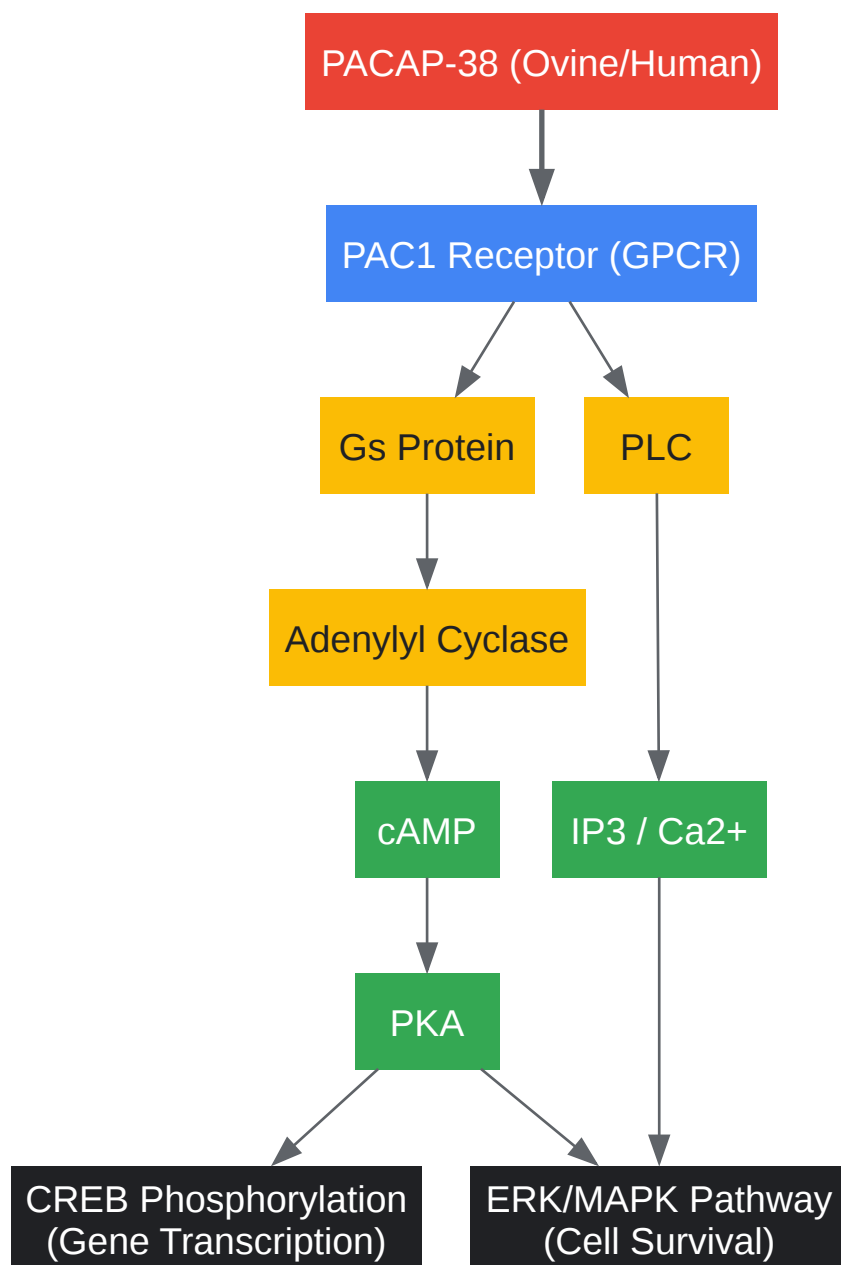 PACAP-38 (Ovine/Human)
PAC1 Receptor (GPCR)
Gs Protein
PLC
Adenylyl Cyclase
cAMP
IP3 / Ca2+
PKA
CREB Phosphorylation
(Gene Transcription)
ERK/MAPK Pathway
(Cell Survival)